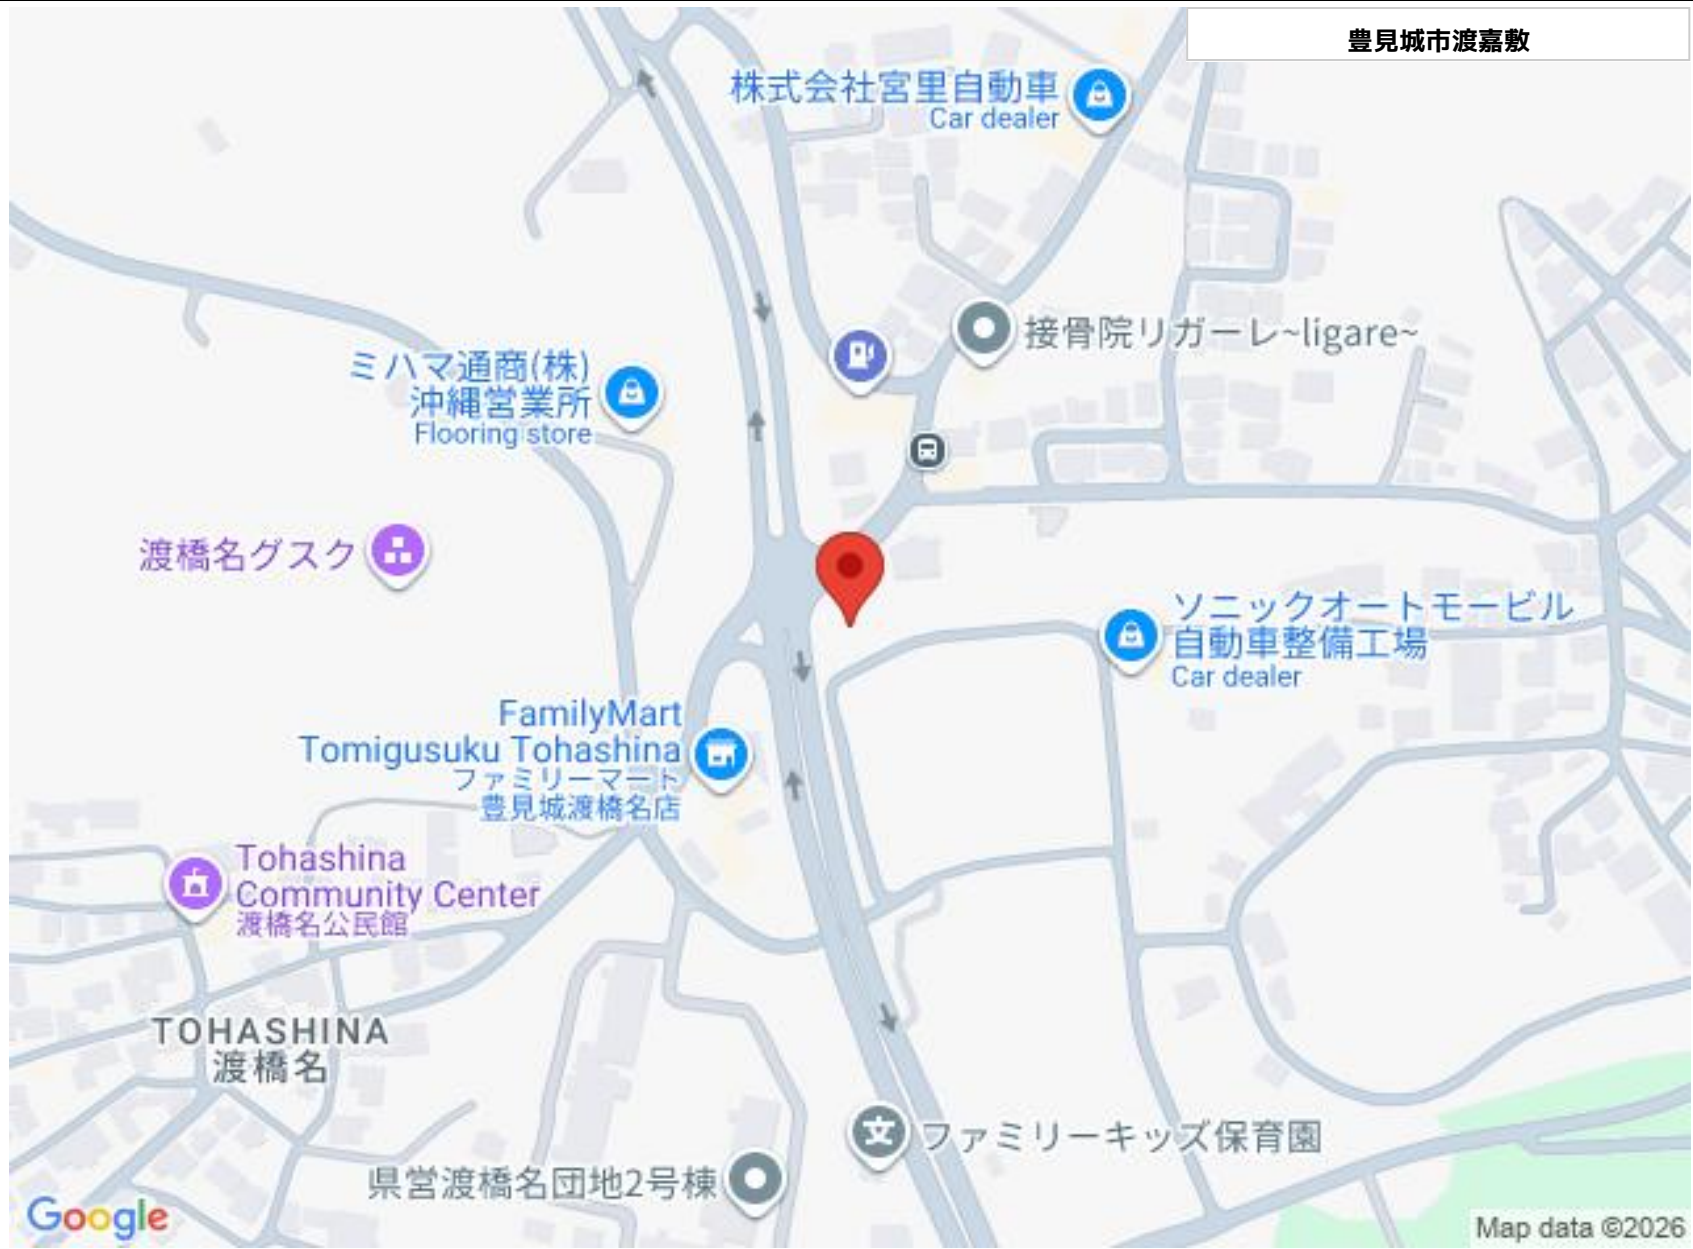 豊見城市渡嘉敷
株式会社宮里自動車
Car dealer
接骨院リガーレ~ligare~
ミハマ通商(株)
沖縄営業所
Flooring store
渡橋名グスク
ソニックオートモービル
自動車整備工場
Car dealer
FamilyMart
Tomigusuku Tohashina
ファミリーマート
豊見城渡橋名店
Tohashina
Community Center
渡橋名公民館
TOHASHINA
渡橋名
文
ファミリーキッズ保育園
県営渡橋名団地2号棟
Google
Map data ©2026